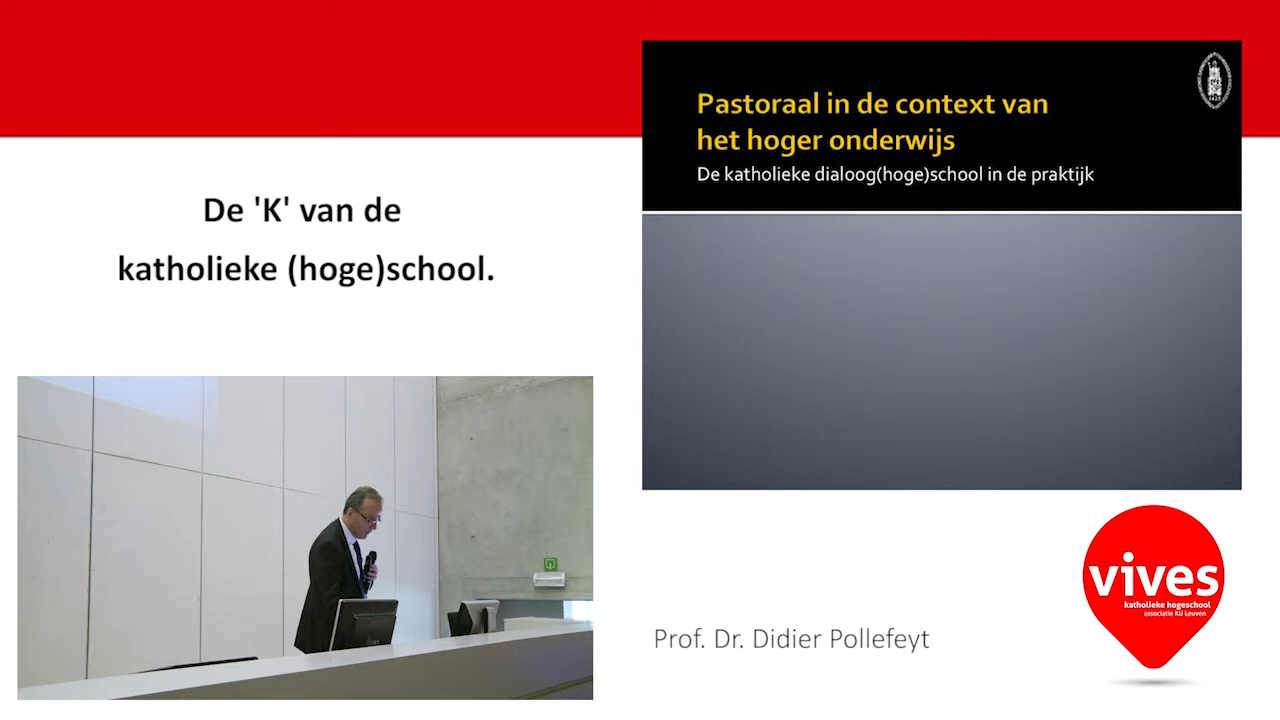 De 'K' van de
katholieke (hoge)school.
Pastoraal in de context van
het hoger onderwijs
De katholieke dialoog(hoge)school in de praktijk
1425
Prof. Dr. Didier Pollefeyt
vives
katholieke hogeschool
associatie KU Leuven